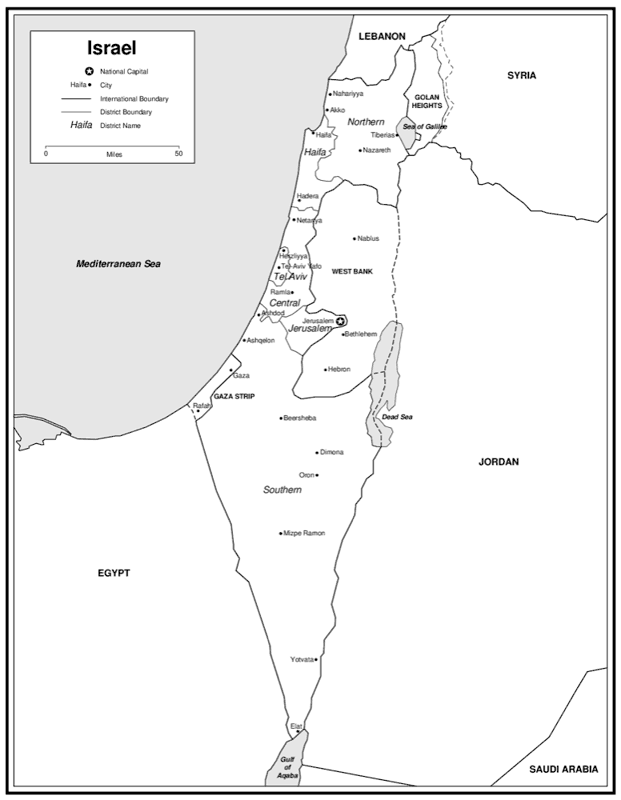 Israel
National Capital
Haifa City
International Boundary
District Boundary
Haifa District Name
0 50
Miles
LEBANON
SYRIA
GOLAN
HEIGHTS
Nahariyya
Akko
Northern
Sea of Galilee
Tiberias
Haifa
Haifa
Nazareth
Hadera
Netanya
Nablus
Herzliyya
Tel Aviv Yafo
Tel Aviv
WEST BANK
Mediterranean Sea
Ramla
Central
Ashdod
Jerusalem
Jerusalem
Bethlehem
Ashqelon
Hebron
Gaza
GAZA STRIP
Rafah
Beersheba
Dead Sea
Dimona
Oron
JORDAN
Southern
Mizpe Ramon
EGYPT
Yotvata
Elat
Gulf
of
Aqaba
SAUDI ARABIA